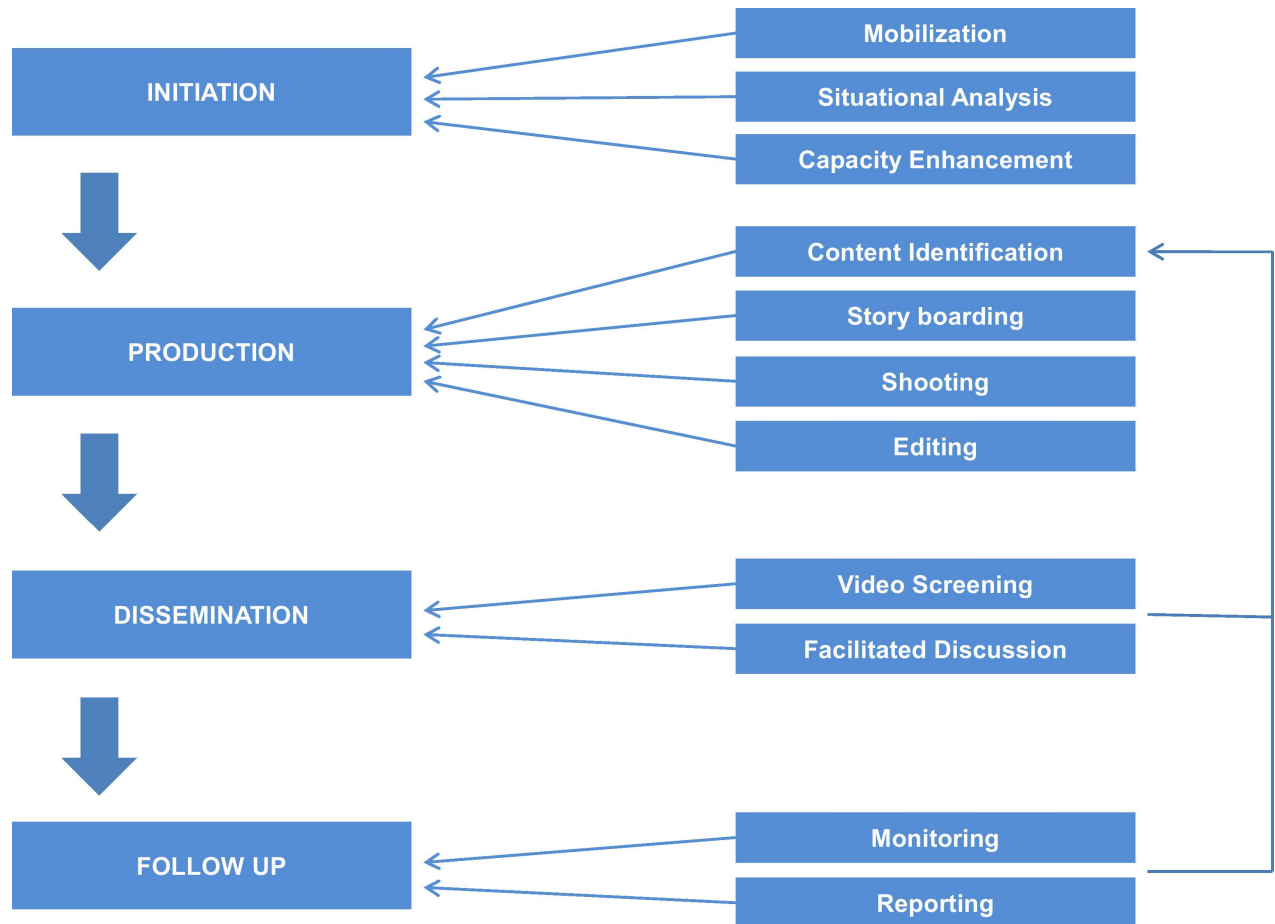 INITIATION
Mobilization
Situational Analysis
Capacity Enhancement
PRODUCTION
Content Identification
Story boarding
Shooting
Editing
DISSEMINATION
Video Screening
Facilitated Discussion
FOLLOW UP
Monitoring
Reporting